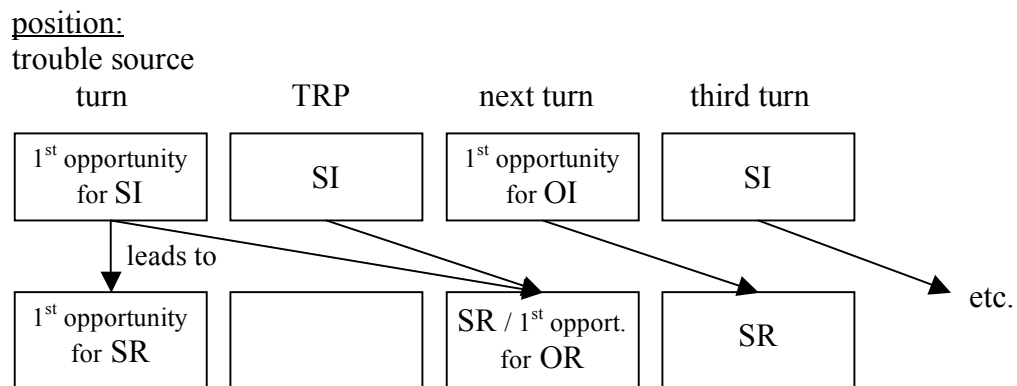 position:
trouble source
turn TRP next turn third turn
1st opportunity
for SI
SI
1st opportunity
for OI
SI
leads to
etc.
1st opportunity
for SR
SR / 1st opport.
for OR
SR